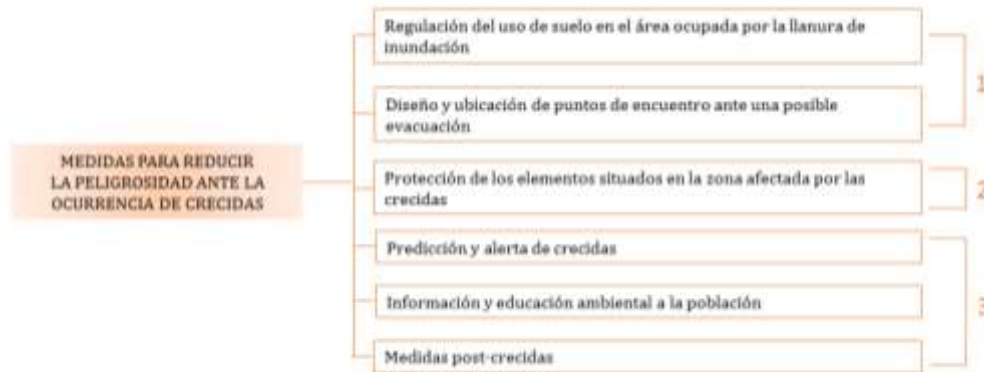 Regulación del uso de suelo en el área ocupada por la llanura de
inundación
1
Diseño y ubicación de puntos de encuentro ante una posible
evacuación
MEDIDAS PARA REDUCIR
LA PELIGROSIDAD ANTE LA
OCURRENCIA DE CRECIDAS
Protección de los elementos situados en la zona afectada por las
crecidas
2
Predicción y alerta de crecidas
Información y educación ambiental a la población
3
Medidas post-crecidas